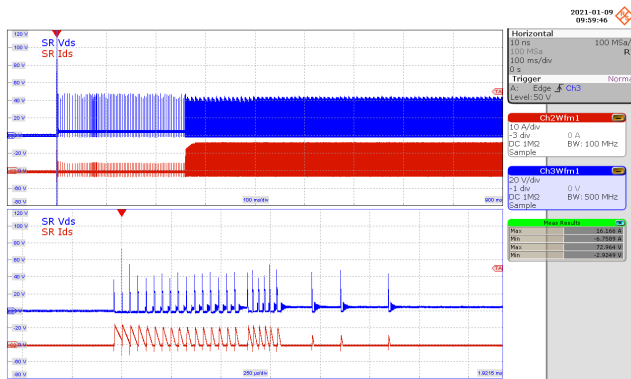 2021-01-09
09:59:46
Horizontal
10 ns 100 MSa/
100 MSa R
100 ms/div
0 s
Trigger Norma
A: Edge Ch3
Level: 50 V
Ch2Wfm1
10 A/div
-3 div 0 A
DC 1MΩ BW: 100 MHz
Sample
Ch3Wfm1
20 V/div
-1 div 0 V
DC 1MΩ BW: 500 MHz
Sample
Meas Results
Max 16.166 A
Min -6.7589 A
Max 72.964 V
Min -2.9249 V
120 V
100 V
SR Vds
SR Ids
80 V
60 V
40 V
20 V
-20 V
-40 V
-60 V
-80 V
TA
100 ms/div
900 ms
120 V
SR Vds
100 V
SR Ids
80 V
60 V
40 V
20 V
-20 V
-40 V
-60 V
-80 V
TA
250 µs/div
1.9215 ms